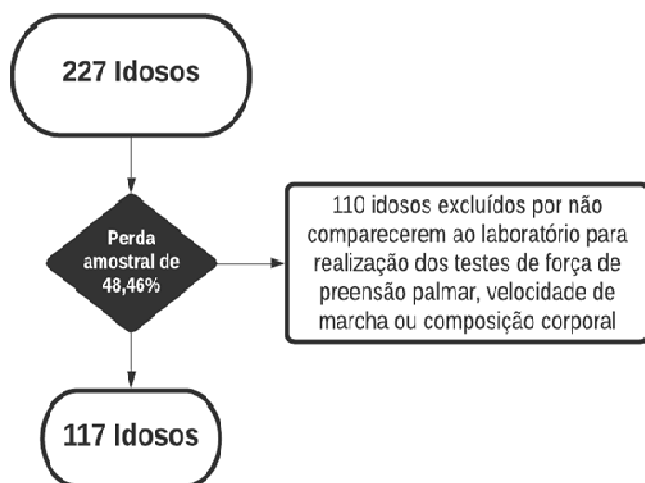 227 Idosos
Perda
amostral de
48,46%
110 idosos excluídos por não
comparecerem ao laboratório para
realização dos testes de força de
preensão palmar, velocidade de
marcha ou composição corporal
117 Idosos